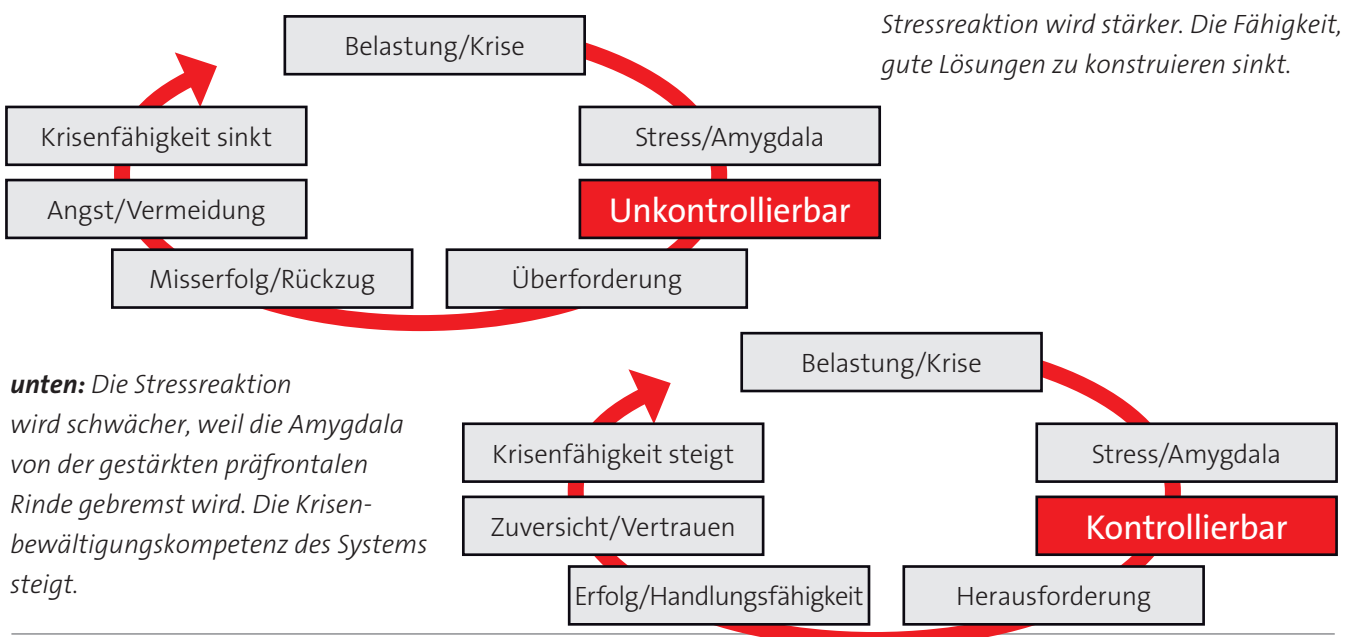 Stressreaktion wird stärker. Die Fähigkeit,
gute Lösungen zu konstruieren sinkt.
Belastung/Krise
Stress/Amygdala
Unkontrollierbar
Überforderung
Misserfolg/Rückzug
Angst/Vermeidung
Krisenfähigkeit sinkt
unten: Die Stressreaktion
wird schwächer, weil die Amygdala
von der gestärkten präfrontalen
Rinde gebremst wird. Die Krisen-
bewältigungskompetenz des Systems
steigt.
Belastung/Krise
Stress/Amygdala
Kontrollierbar
Herausforderung
Erfolg/Handlungsfähigkeit
Zuversicht/Vertrauen
Krisenfähigkeit steigt